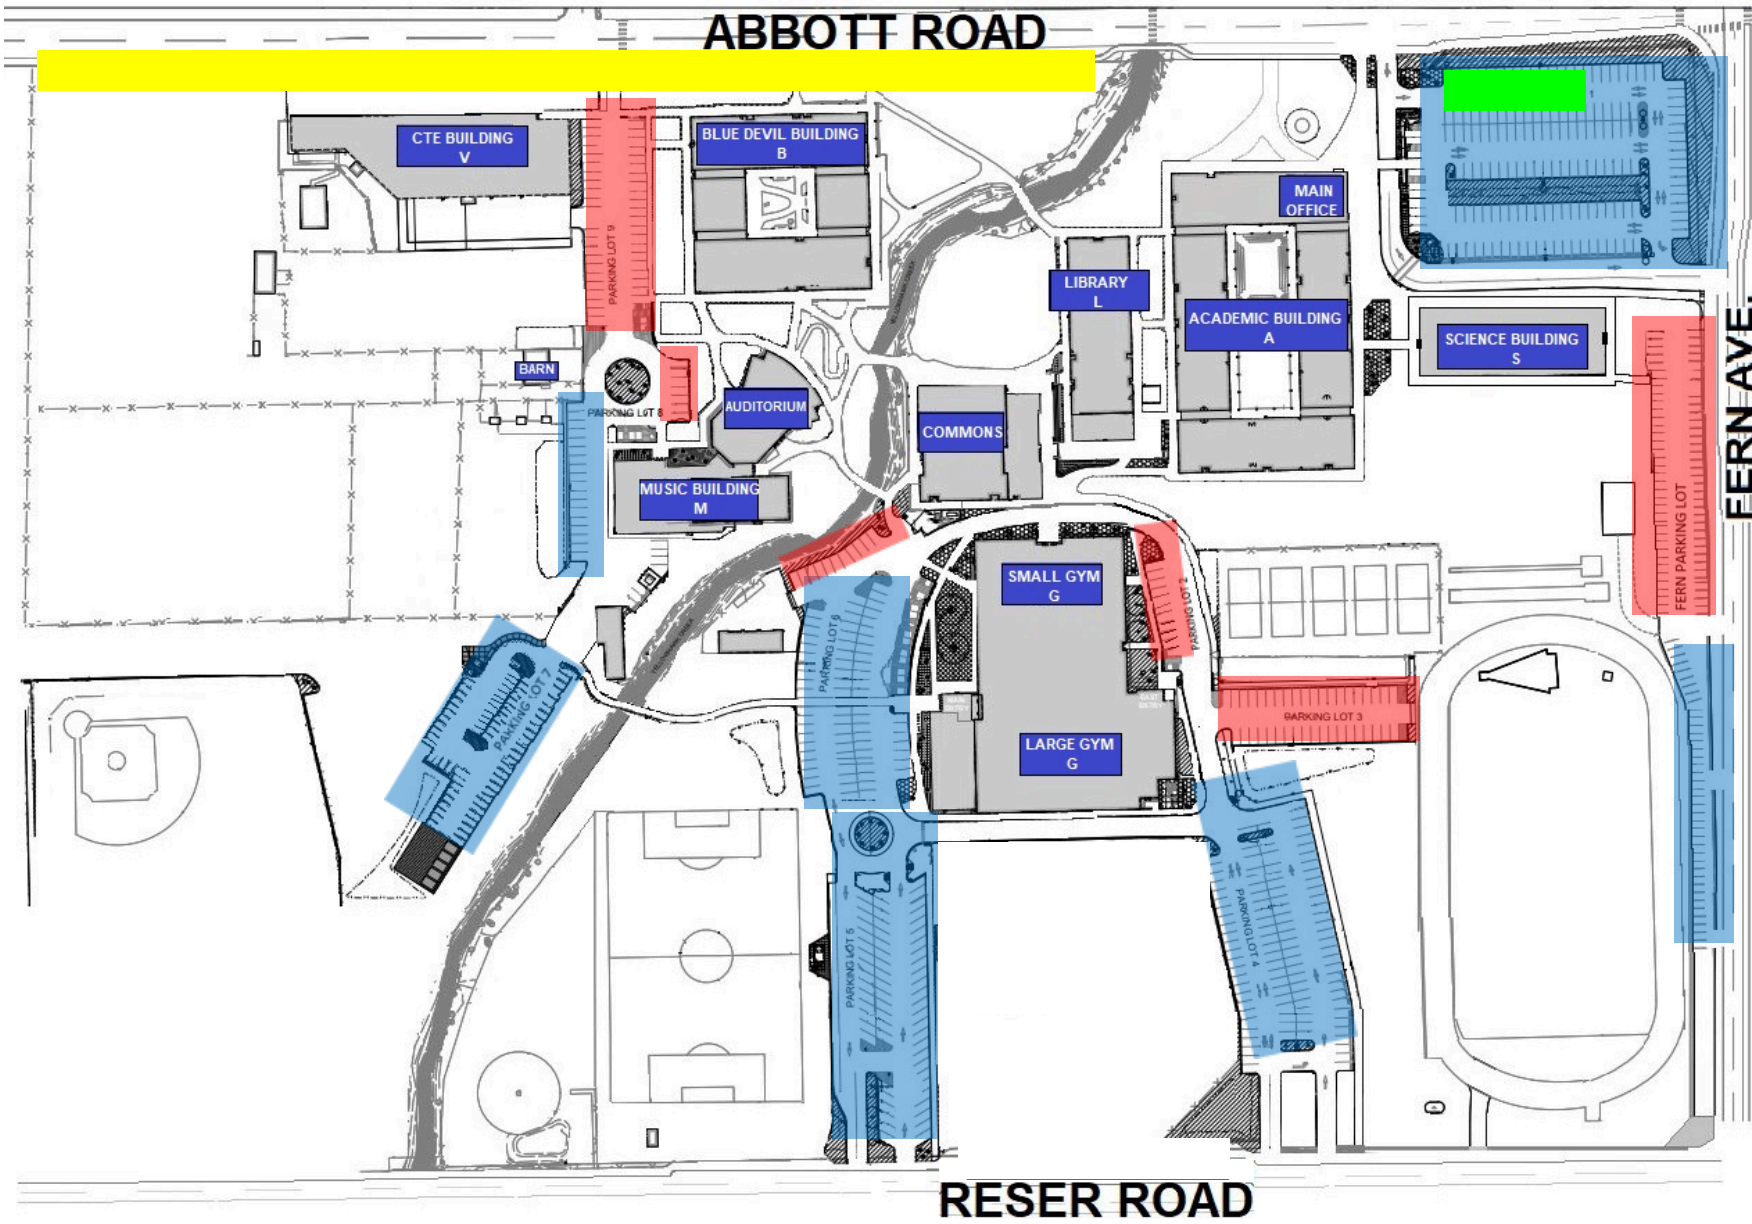 ABBOTT ROAD
CTE BUILDING
V
BLUE DEVIL BUILDING
B
MAIN
OFFICE
1
PARKING LOT 9
LIBRARY
L
ACADEMIC BUILDING
A
SCIENCE BUILDING
S
FERN AVE.
BARN
PARKING LOT 8
AUDITORIUM
COMMONS
MUSIC BUILDING
M
FERN PARKING LOT
SMALL GYM
G
PARKING LOT 2
PARKING LOT 6
PARKING LOT 7
PARKING LOT 3
ENTRY
LARGE GYM
G
PARKING LOT 5
PARKING LOT 4
RESER ROAD